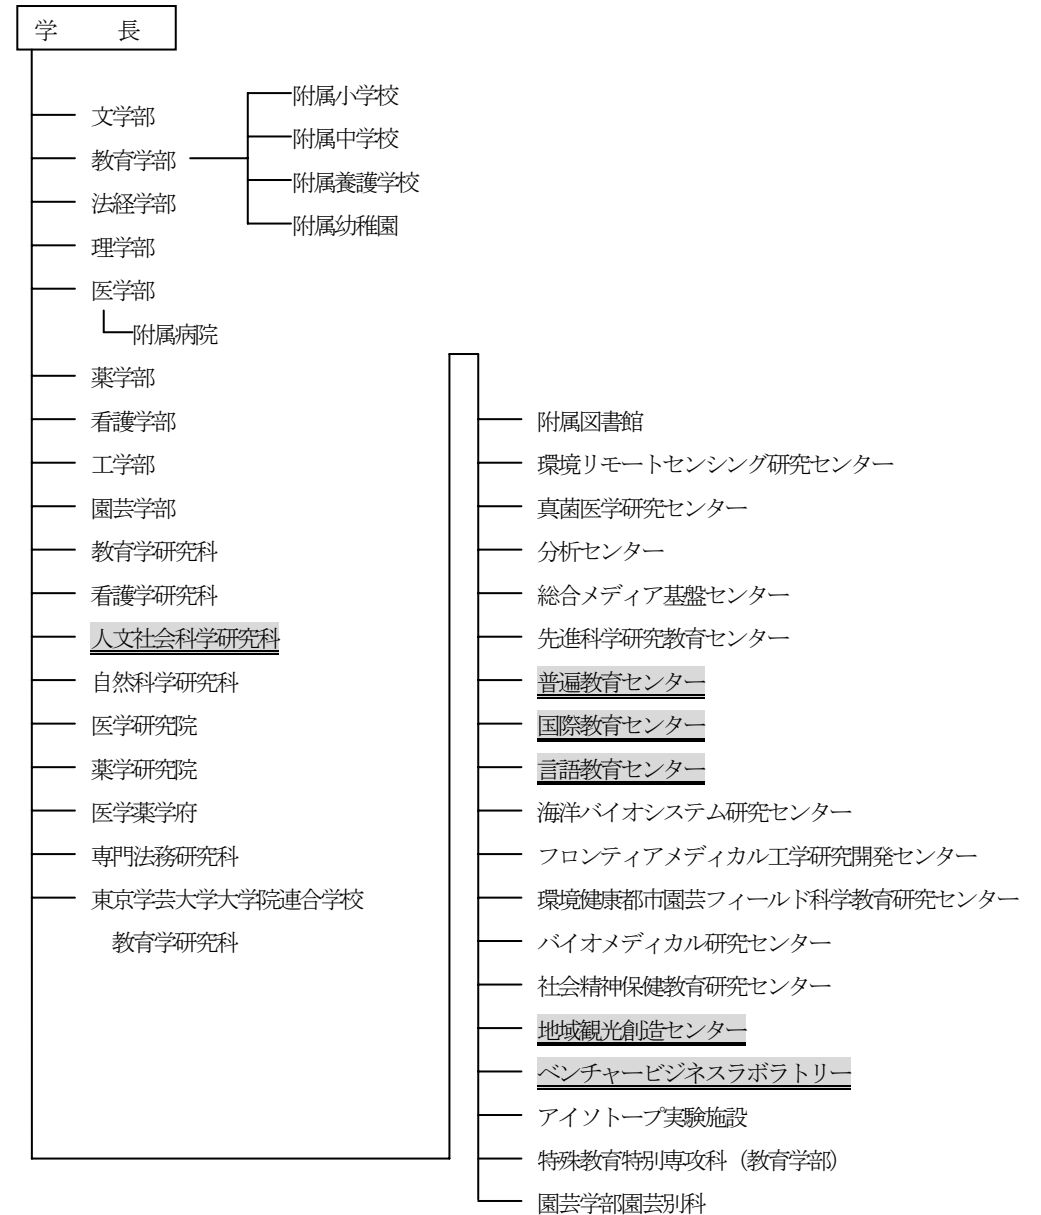 学　長
文学部
教育学部
附属小学校
附属中学校
附属養護学校
附属幼稚園
法経学部
理学部
医学部
附属病院
薬学部
看護学部
工学部
園芸学部
教育学研究科
看護学研究科
人文社会科学研究科
自然科学研究科
医学研究院
薬学研究院
医学薬学府
専門法務研究科
東京学芸大学大学院連合学校
教育学研究科
附属図書館
環境リモートセンシング研究センター
真菌医学研究センター
分析センター
総合メディア基盤センター
先進科学研究教育センター
普遍教育センター
国際教育センター
言語教育センター
海洋バイオシステム研究センター
フロンティアメディカル工学研究開発センター
環境健康都市園芸フィールド科学教育研究センター
バイオメディカル研究センター
社会精神保健教育研究センター
地域観光創造センター
ベンチャービジネスラボラトリー
アイソトープ実験施設
特殊教育特別専攻科（教育学部）
園芸学部園芸別科